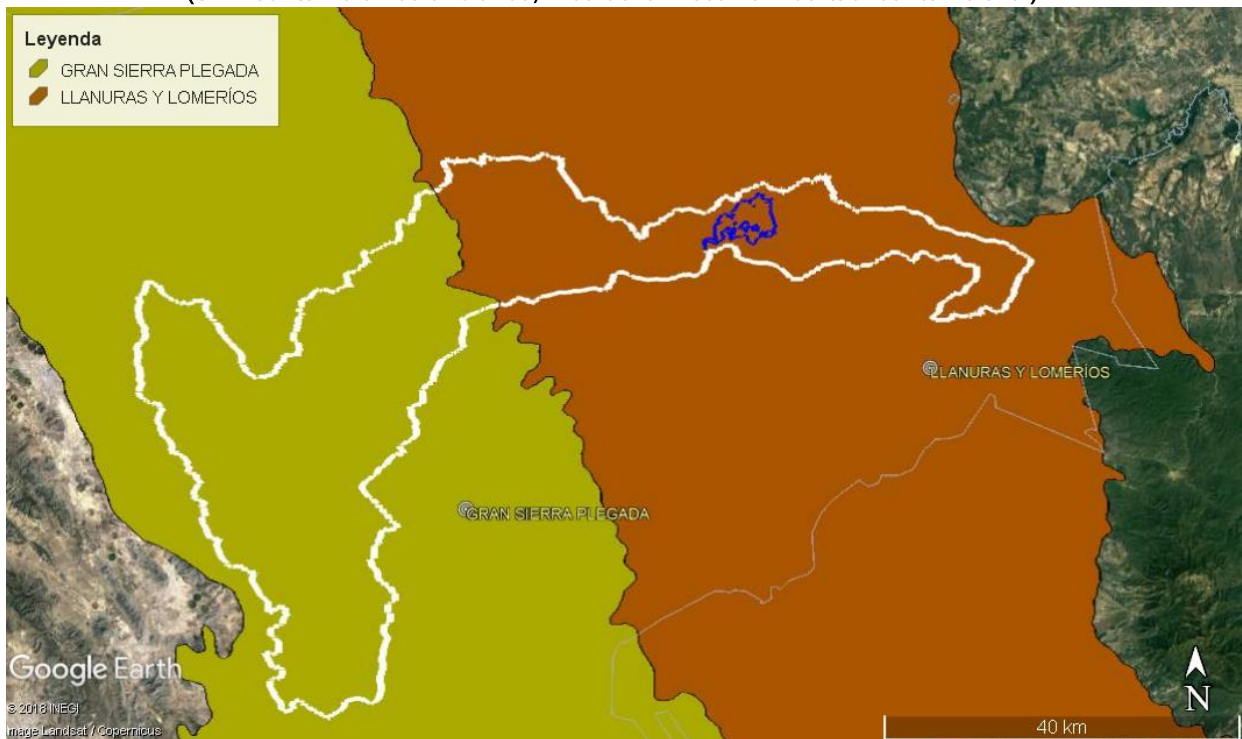 Leyenda
GRAN SIERRA PLEGADA
LLANURAS Y LOMERÍOS
LLANURAS Y LOMERÍOS
GRAN SIERRA PLEGADA
Google Earth
© 2018 INEGI
Image Landsat / Copernicus
N
40 km